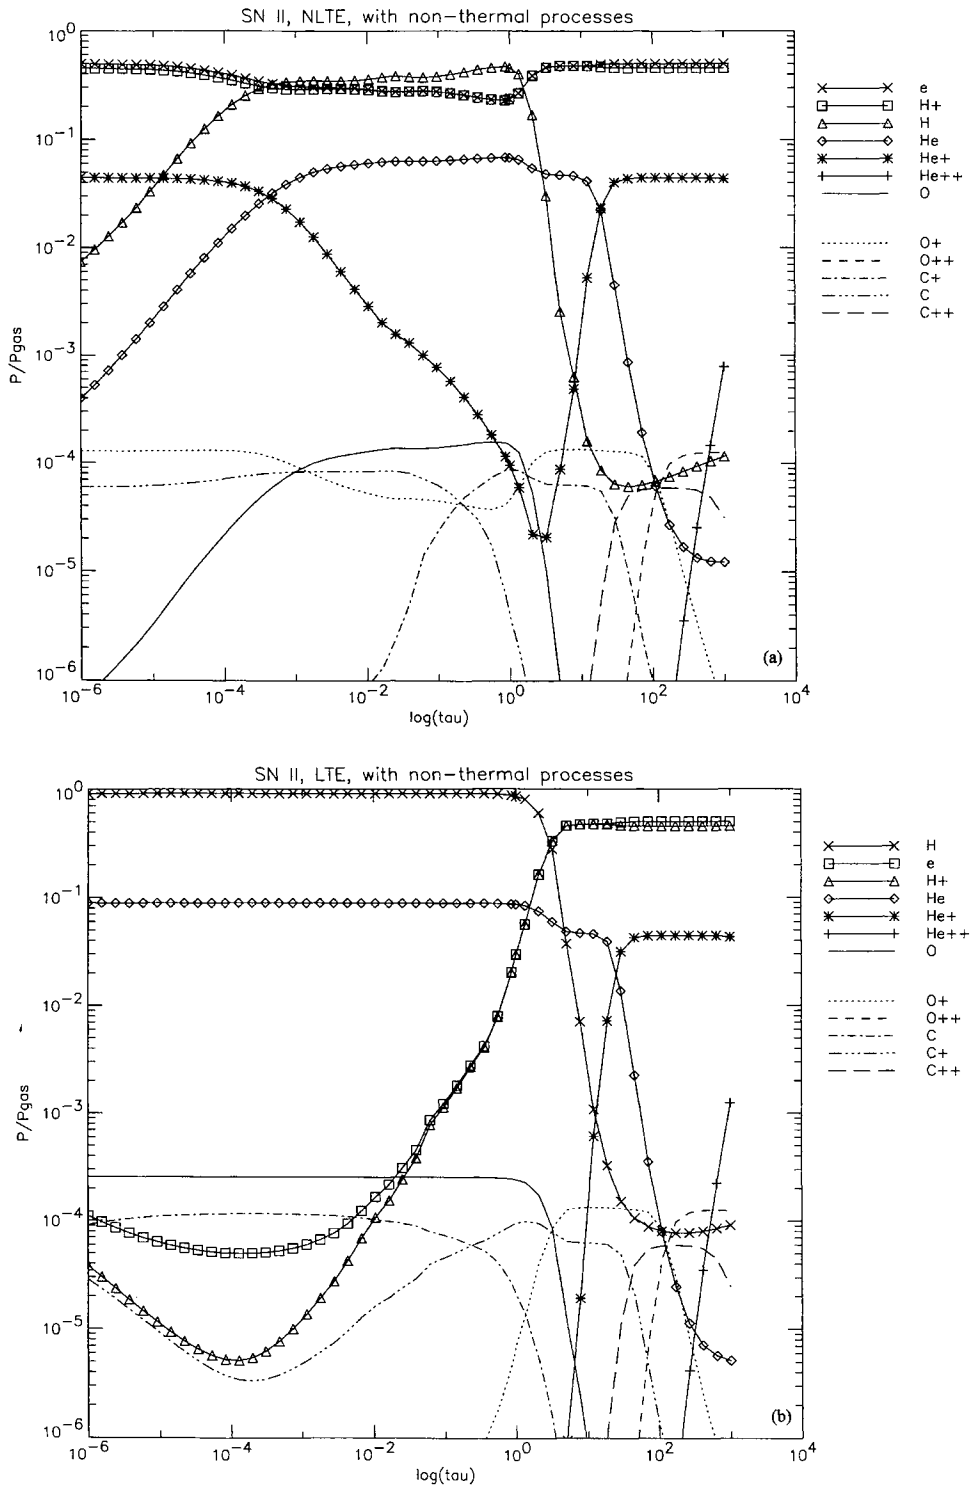 SN II, NLTE, with non-thermal processes
10^0
10^-1
10^-2
10^-3
10^-4
10^-5
10^-6
P/Pgas
10^-6
10^-4
10^-2
10^0
10^2
10^4
log(tau)
(a)
e
H+
H
He
He+
He++
O
O+
O++
C+
C
C++
SN II, LTE, with non-thermal processes
10^0
10^-1
10^-2
10^-3
10^-4
10^-5
10^-6
P/Pgas
10^-6
10^-4
10^-2
10^0
10^2
10^4
log(tau)
(b)
H
e
H+
He
He+
He++
O
O+
O++
C
C+
C++